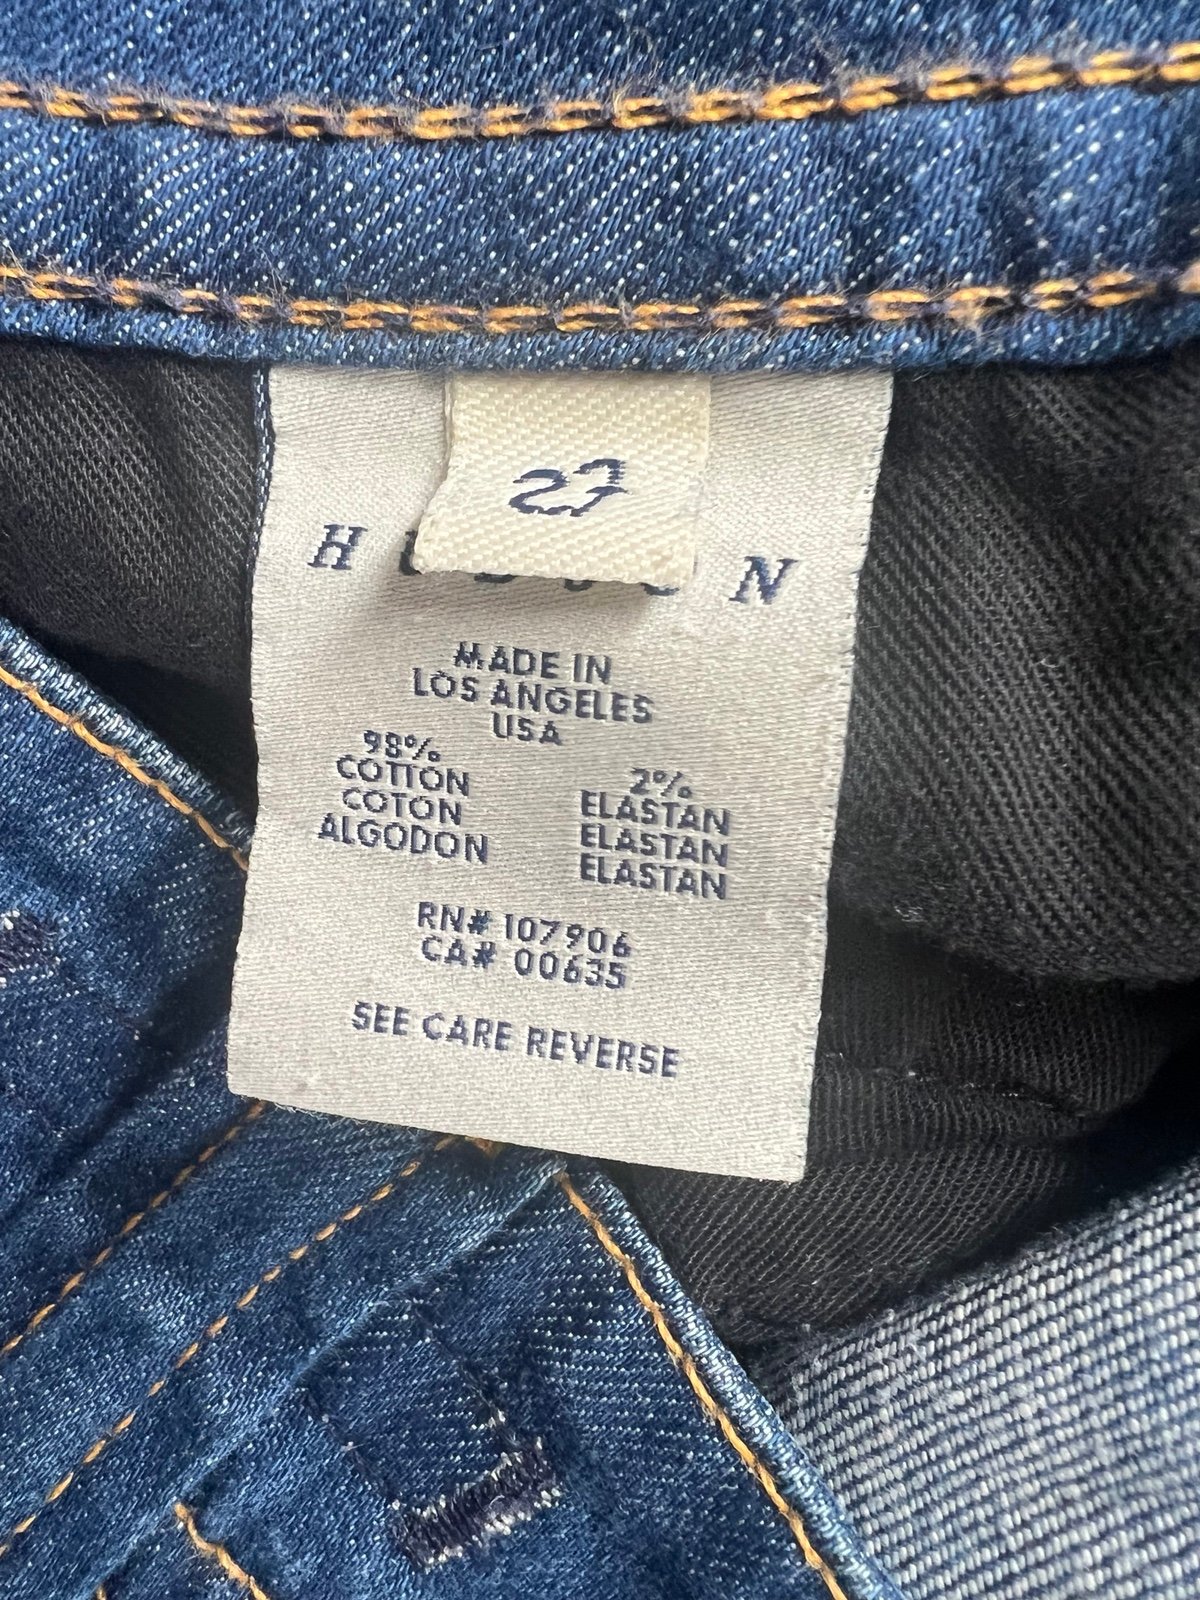 27
HUDSON
MADE IN
LOS ANGELES
USA
98%
COTTON
COTON
ALGODON
2%
ELASTAN
ELASTAN
ELASTAN
RN# 107906
CA# 00635
SEE CARE REVERSE